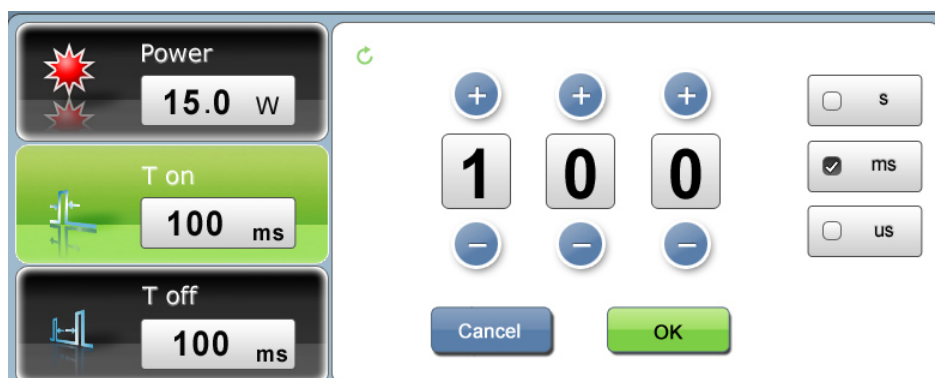 Power
15.0 W
T on
100 ms
T off
100 ms
+ + +
1 0 0
− − −
Cancel
OK
s
ms
us